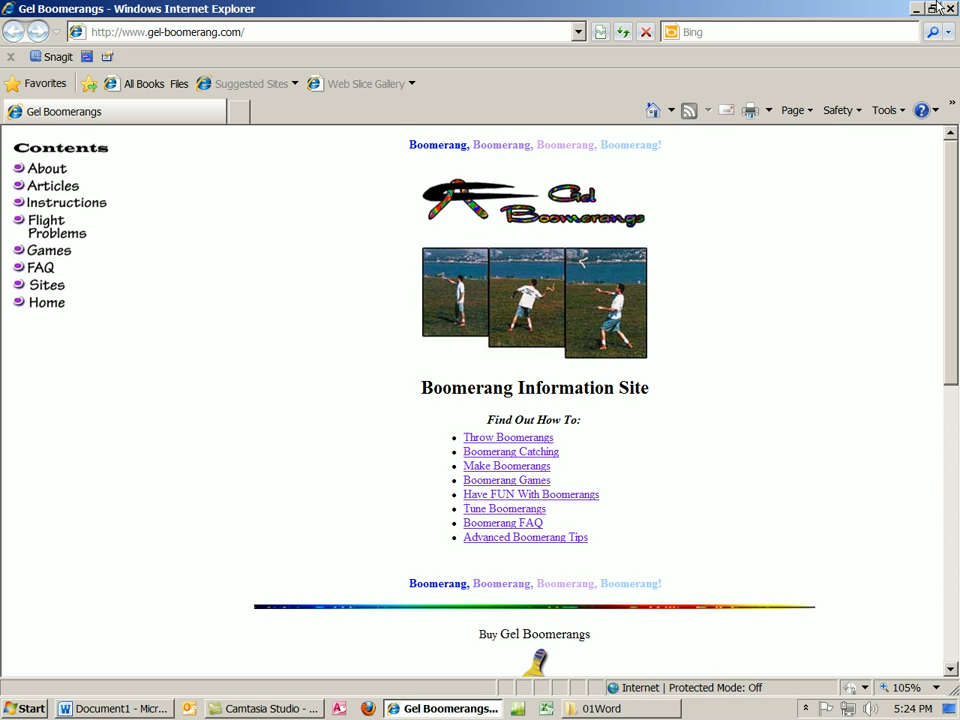 Gel Boomerangs - Windows Internet Explorer
http://www.gel-boomerang.com/
Bing
Snagit
Favorites
All Books
Files
Suggested Sites
Web Slice Gallery
Gel Boomerangs
Page
Safety
Tools
»
Contents
About
Articles
Instructions
Flight
Problems
Games
FAQ
Sites
Home
Boomerang, Boomerang, Boomerang, Boomerang!
Gel
Boomerangs
Boomerang Information Site
Find Out How To:
Throw Boomerangs
Boomerang Catching
Make Boomerangs
Boomerang Games
Have FUN With Boomerangs
Tune Boomerangs
Boomerang FAQ
Advanced Boomerang Tips
Boomerang, Boomerang, Boomerang, Boomerang!
Buy Gel Boomerangs
Internet | Protected Mode: Off
105%
Start
Document1 - Micr...
Camtasia Studio - ...
Gel Boomerangs...
01Word
5:24 PM